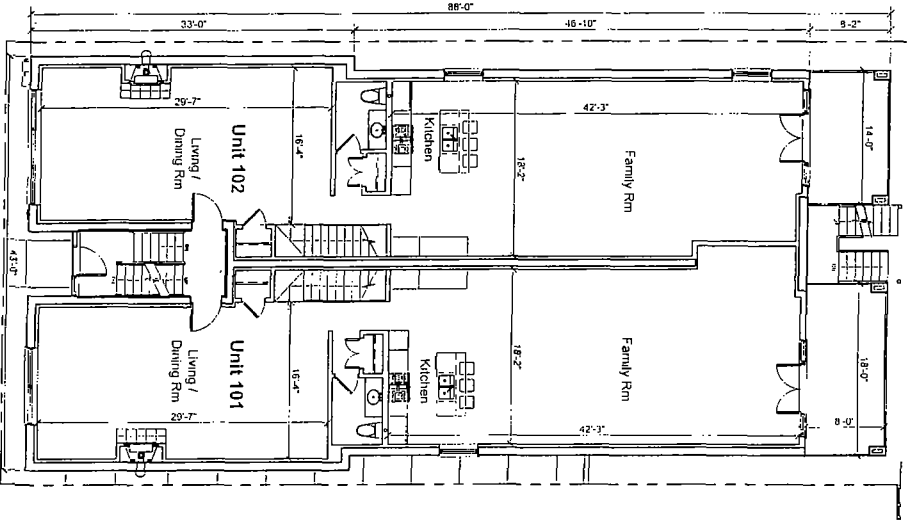 88'-0"
33'-0"
46'-10"
8'-2"
29'-7"
42'-3"
Living /
Dining Rm
Unit 102
16'-4"
Kitchen
18'-2"
Family Rm
14'-0"
Living /
Dining Rm
Unit 101
16'-4"
Kitchen
18'-2"
Family Rm
18'-0"
8'-0"
29'-7"
42'-3"